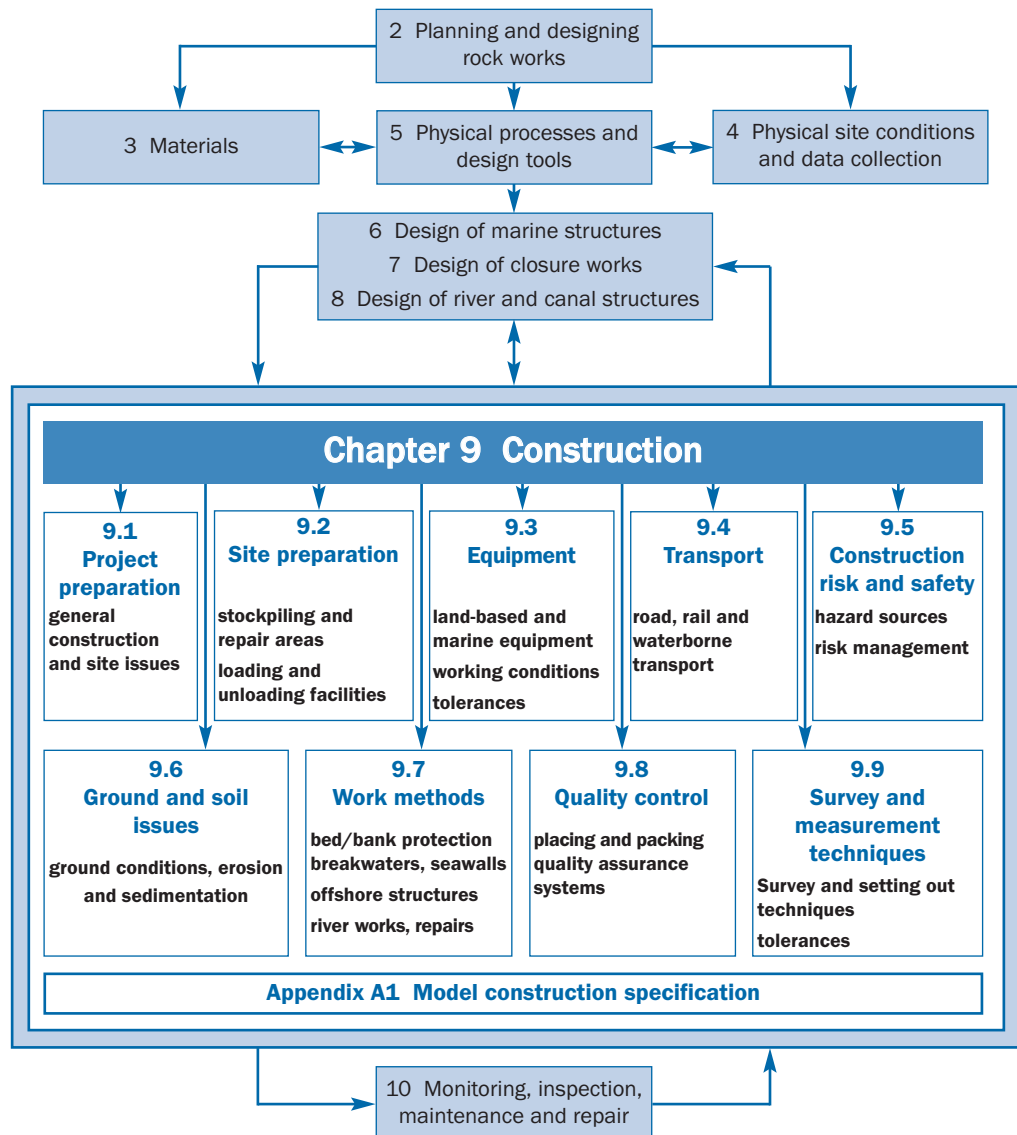 2 Planning and designing
rock works
3 Materials
5 Physical processes and
design tools
4 Physical site conditions
and data collection
6 Design of marine structures
7 Design of closure works
8 Design of river and canal structures
Chapter 9 Construction
9.1
Project
preparation
general
construction
and site issues
9.2
Site preparation
stockpiling and
repair areas
loading and
unloading facilities
9.3
Equipment
land-based and
marine equipment
working conditions
tolerances
9.4
Transport
road, rail and
waterborne
transport
9.5
Construction
risk and safety
hazard sources
risk management
9.6
Ground and soil
issues
ground conditions, erosion
and sedimentation
9.7
Work methods
bed/bank protection
breakwaters, seawalls
offshore structures
river works, repairs
9.8
Quality control
placing and packing
quality assurance
systems
9.9
Survey and
measurement
techniques
Survey and setting out
techniques
tolerances
Appendix A1 Model construction specification
10 Monitoring, inspection,
maintenance and repair